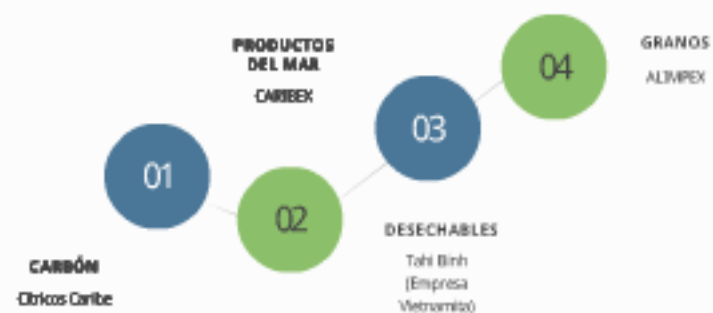 01
CARBÓN
Cítricos Caribe
02
PRODUCTOS
DEL MAR
CARIBEX
03
DESECHABLES
Tahi Binh
(Empresa
Vietnamita)
04
GRANOS
ALIMPEX